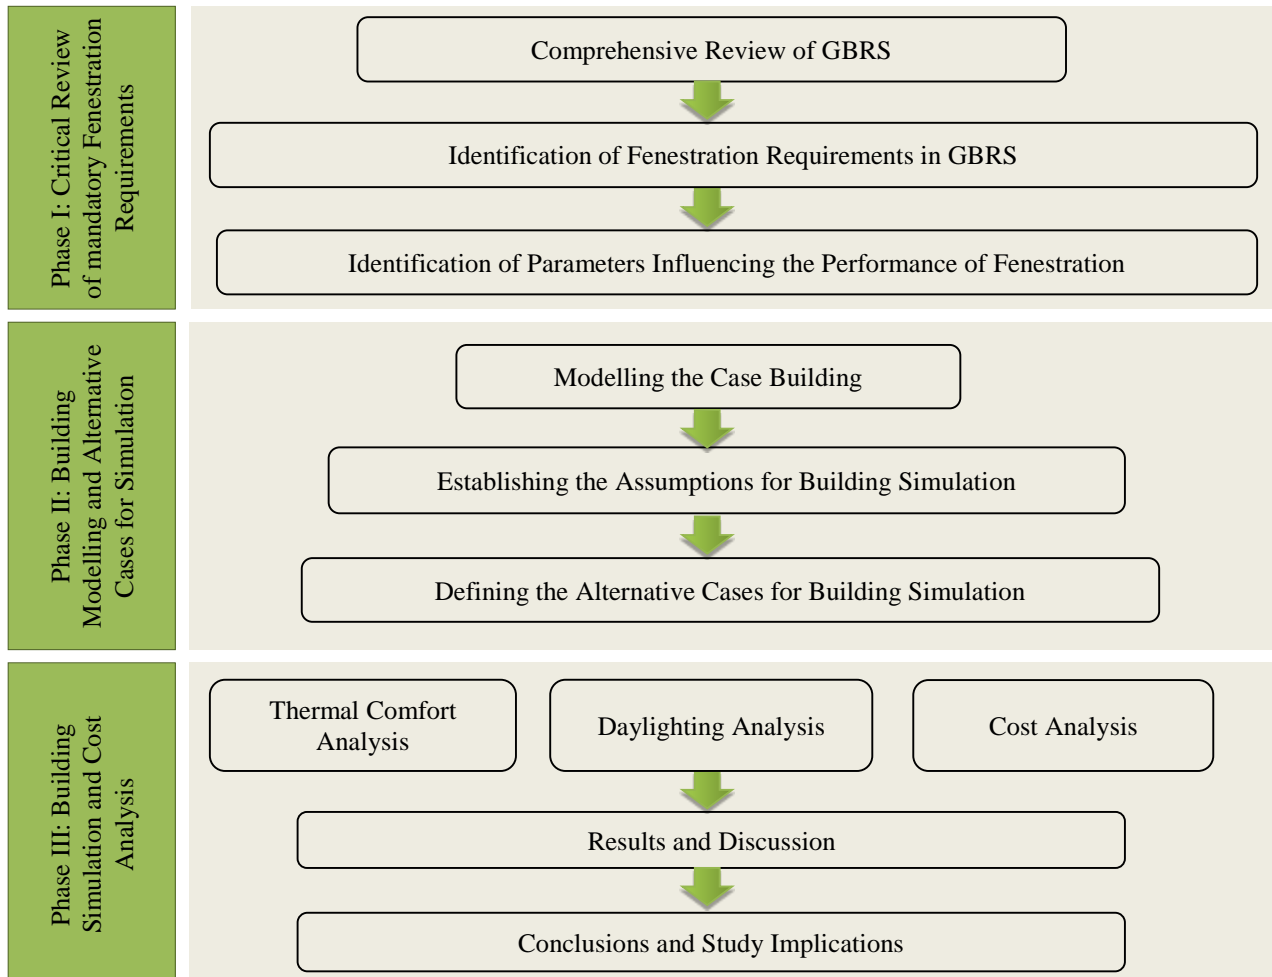 Phase I: Critical Review
of mandatory Fenestration
Requirements
Comprehensive Review of GBRS
Identification of Fenestration Requirements in GBRS
Identification of Parameters Influencing the Performance of Fenestration
Phase II: Building
Modelling and Alternative
Cases for Simulation
Modelling the Case Building
Establishing the Assumptions for Building Simulation
Defining the Alternative Cases for Building Simulation
Phase III: Building
Simulation and Cost
Analysis
Thermal Comfort
Analysis
Daylighting Analysis
Cost Analysis
Results and Discussion
Conclusions and Study Implications